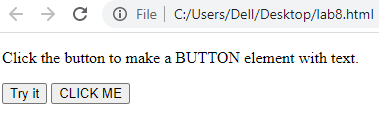 File | C:/Users/Dell/Desktop/lab8.html
Click the button to make a BUTTON element with text.
Try it CLICK ME